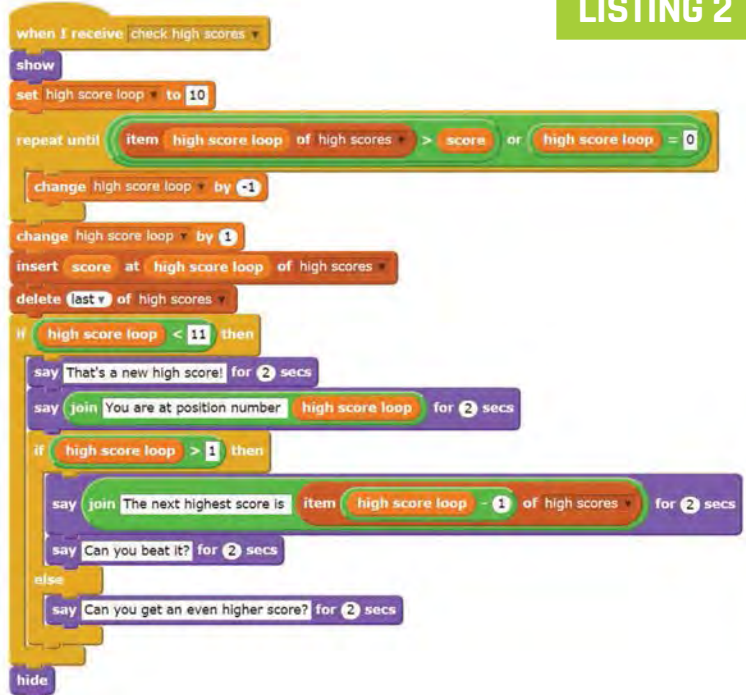 LISTING 2
when I receive check high scores
show
set high score loop to 10
repeat until item high score loop of high scores > score or high score loop = 0
change high score loop by -1
change high score loop by 1
insert score at high score loop of high scores
delete last of high scores
if high score loop < 11 then
say That's a new high score! for 2 secs
say join You are at position number high score loop for 2 secs
if high score loop > 1 then
say join The next highest score is item high score loop - 1 of high scores for 2 secs
say Can you beat it? for 2 secs
else
say Can you get an even higher score? for 2 secs
hide